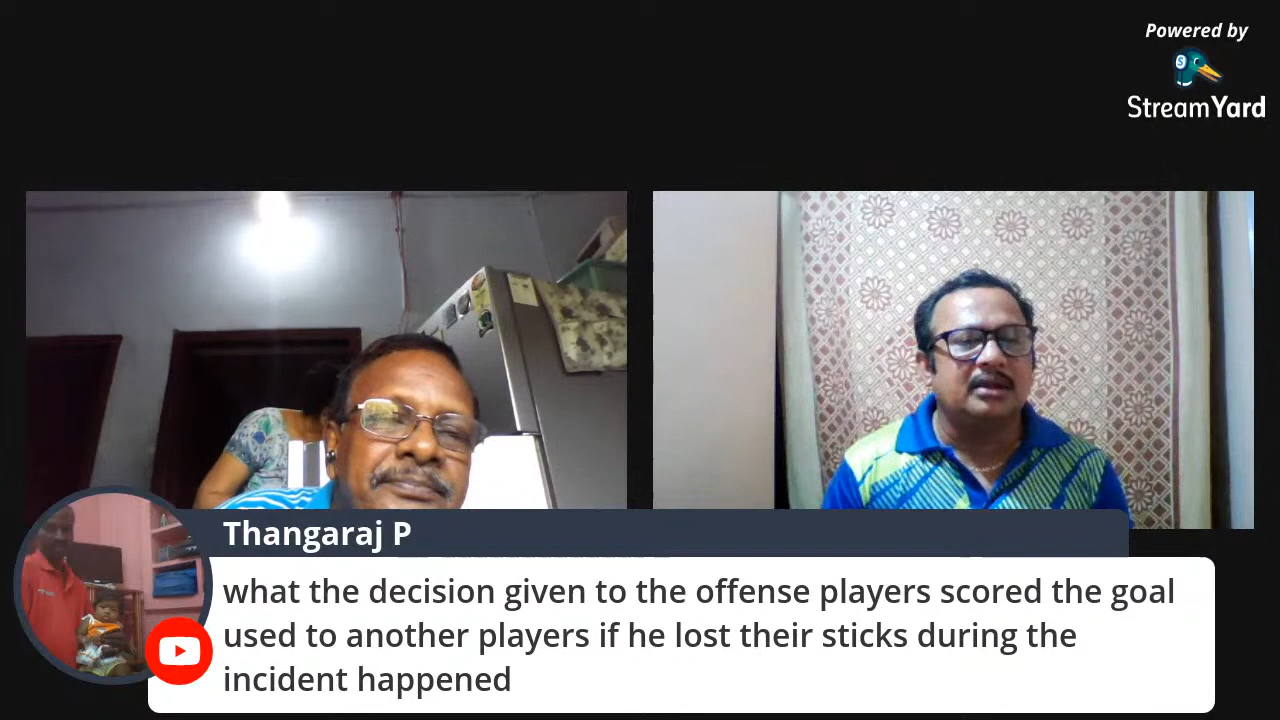 Powered by
StreamYard
Thangaraj P
what the decision given to the offense players scored the goal
used to another players if he lost their sticks during the
incident happened